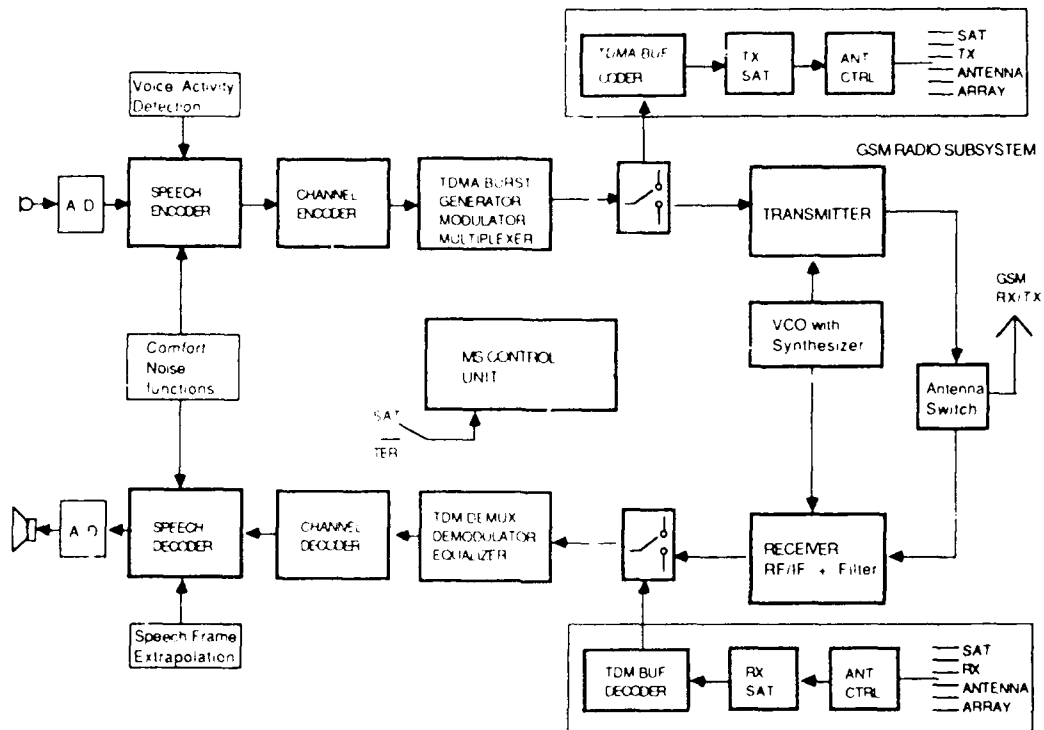 TDMA BUF
CODER
TX
SAT
ANT
CTRL
SAT
TX
ANTENNA
ARRAY
Voice Activity
Detection
GSM RADIO SUBSYSTEM
A D
SPEECH
ENCODER
CHANNEL
ENCODER
TDMA BURST
GENERATOR
MODULATOR
MULTIPLEXER
TRANSMITTER
GSM
RX/TX
Comfort
Noise
functions
MS CONTROL
UNIT
VCO with
Synthesizer
Antenna
Switch
SAT
TER
A
SPEECH
DECODER
CHANNEL
DECODER
TDM DEMUX
DEMODULATOR
EQUALIZER
RECEIVER
RF/IF + Filter
Speech Frame
Extrapolation
TDM BUF
DECODER
RX
SAT
ANT
CTRL
SAT
RX
ANTENNA
ARRAY